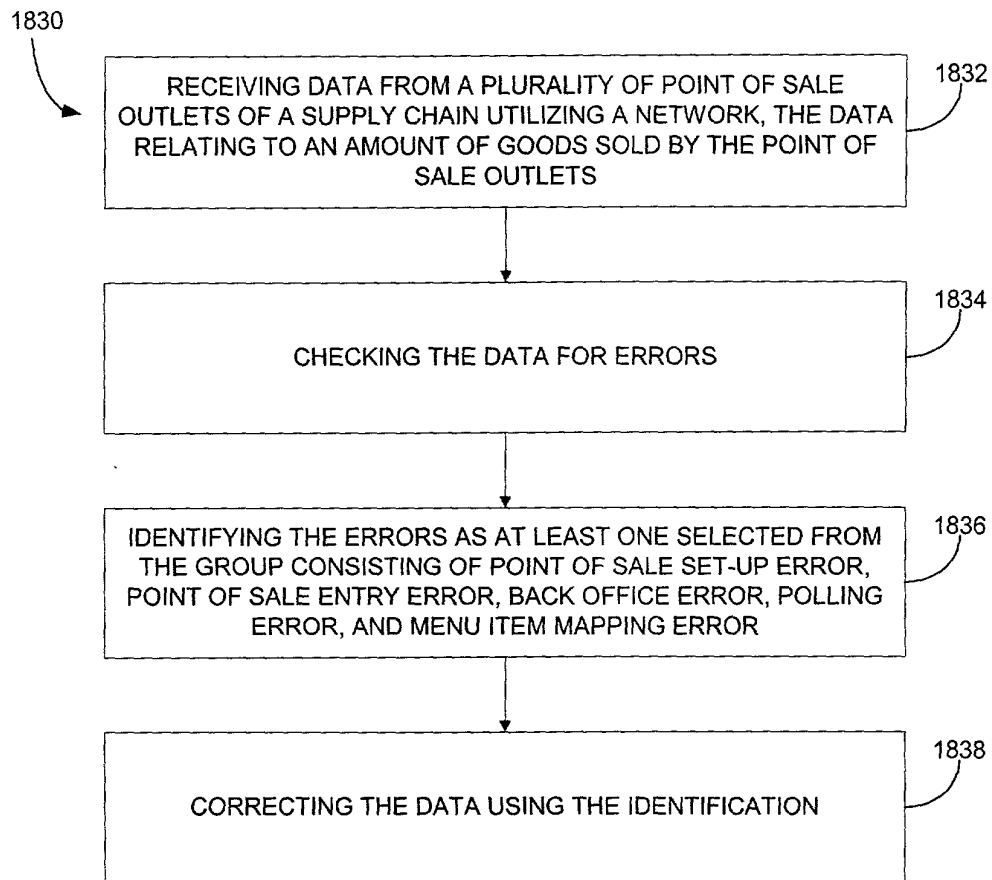 1830
RECEIVING DATA FROM A PLURALITY OF POINT OF SALE
OUTLETS OF A SUPPLY CHAIN UTILIZING A NETWORK, THE DATA
RELATING TO AN AMOUNT OF GOODS SOLD BY THE POINT OF
SALE OUTLETS
1832
CHECKING THE DATA FOR ERRORS
1834
IDENTIFYING THE ERRORS AS AT LEAST ONE SELECTED FROM
THE GROUP CONSISTING OF POINT OF SALE SET-UP ERROR,
POINT OF SALE ENTRY ERROR, BACK OFFICE ERROR, POLLING
ERROR, AND MENU ITEM MAPPING ERROR
1836
CORRECTING THE DATA USING THE IDENTIFICATION
1838